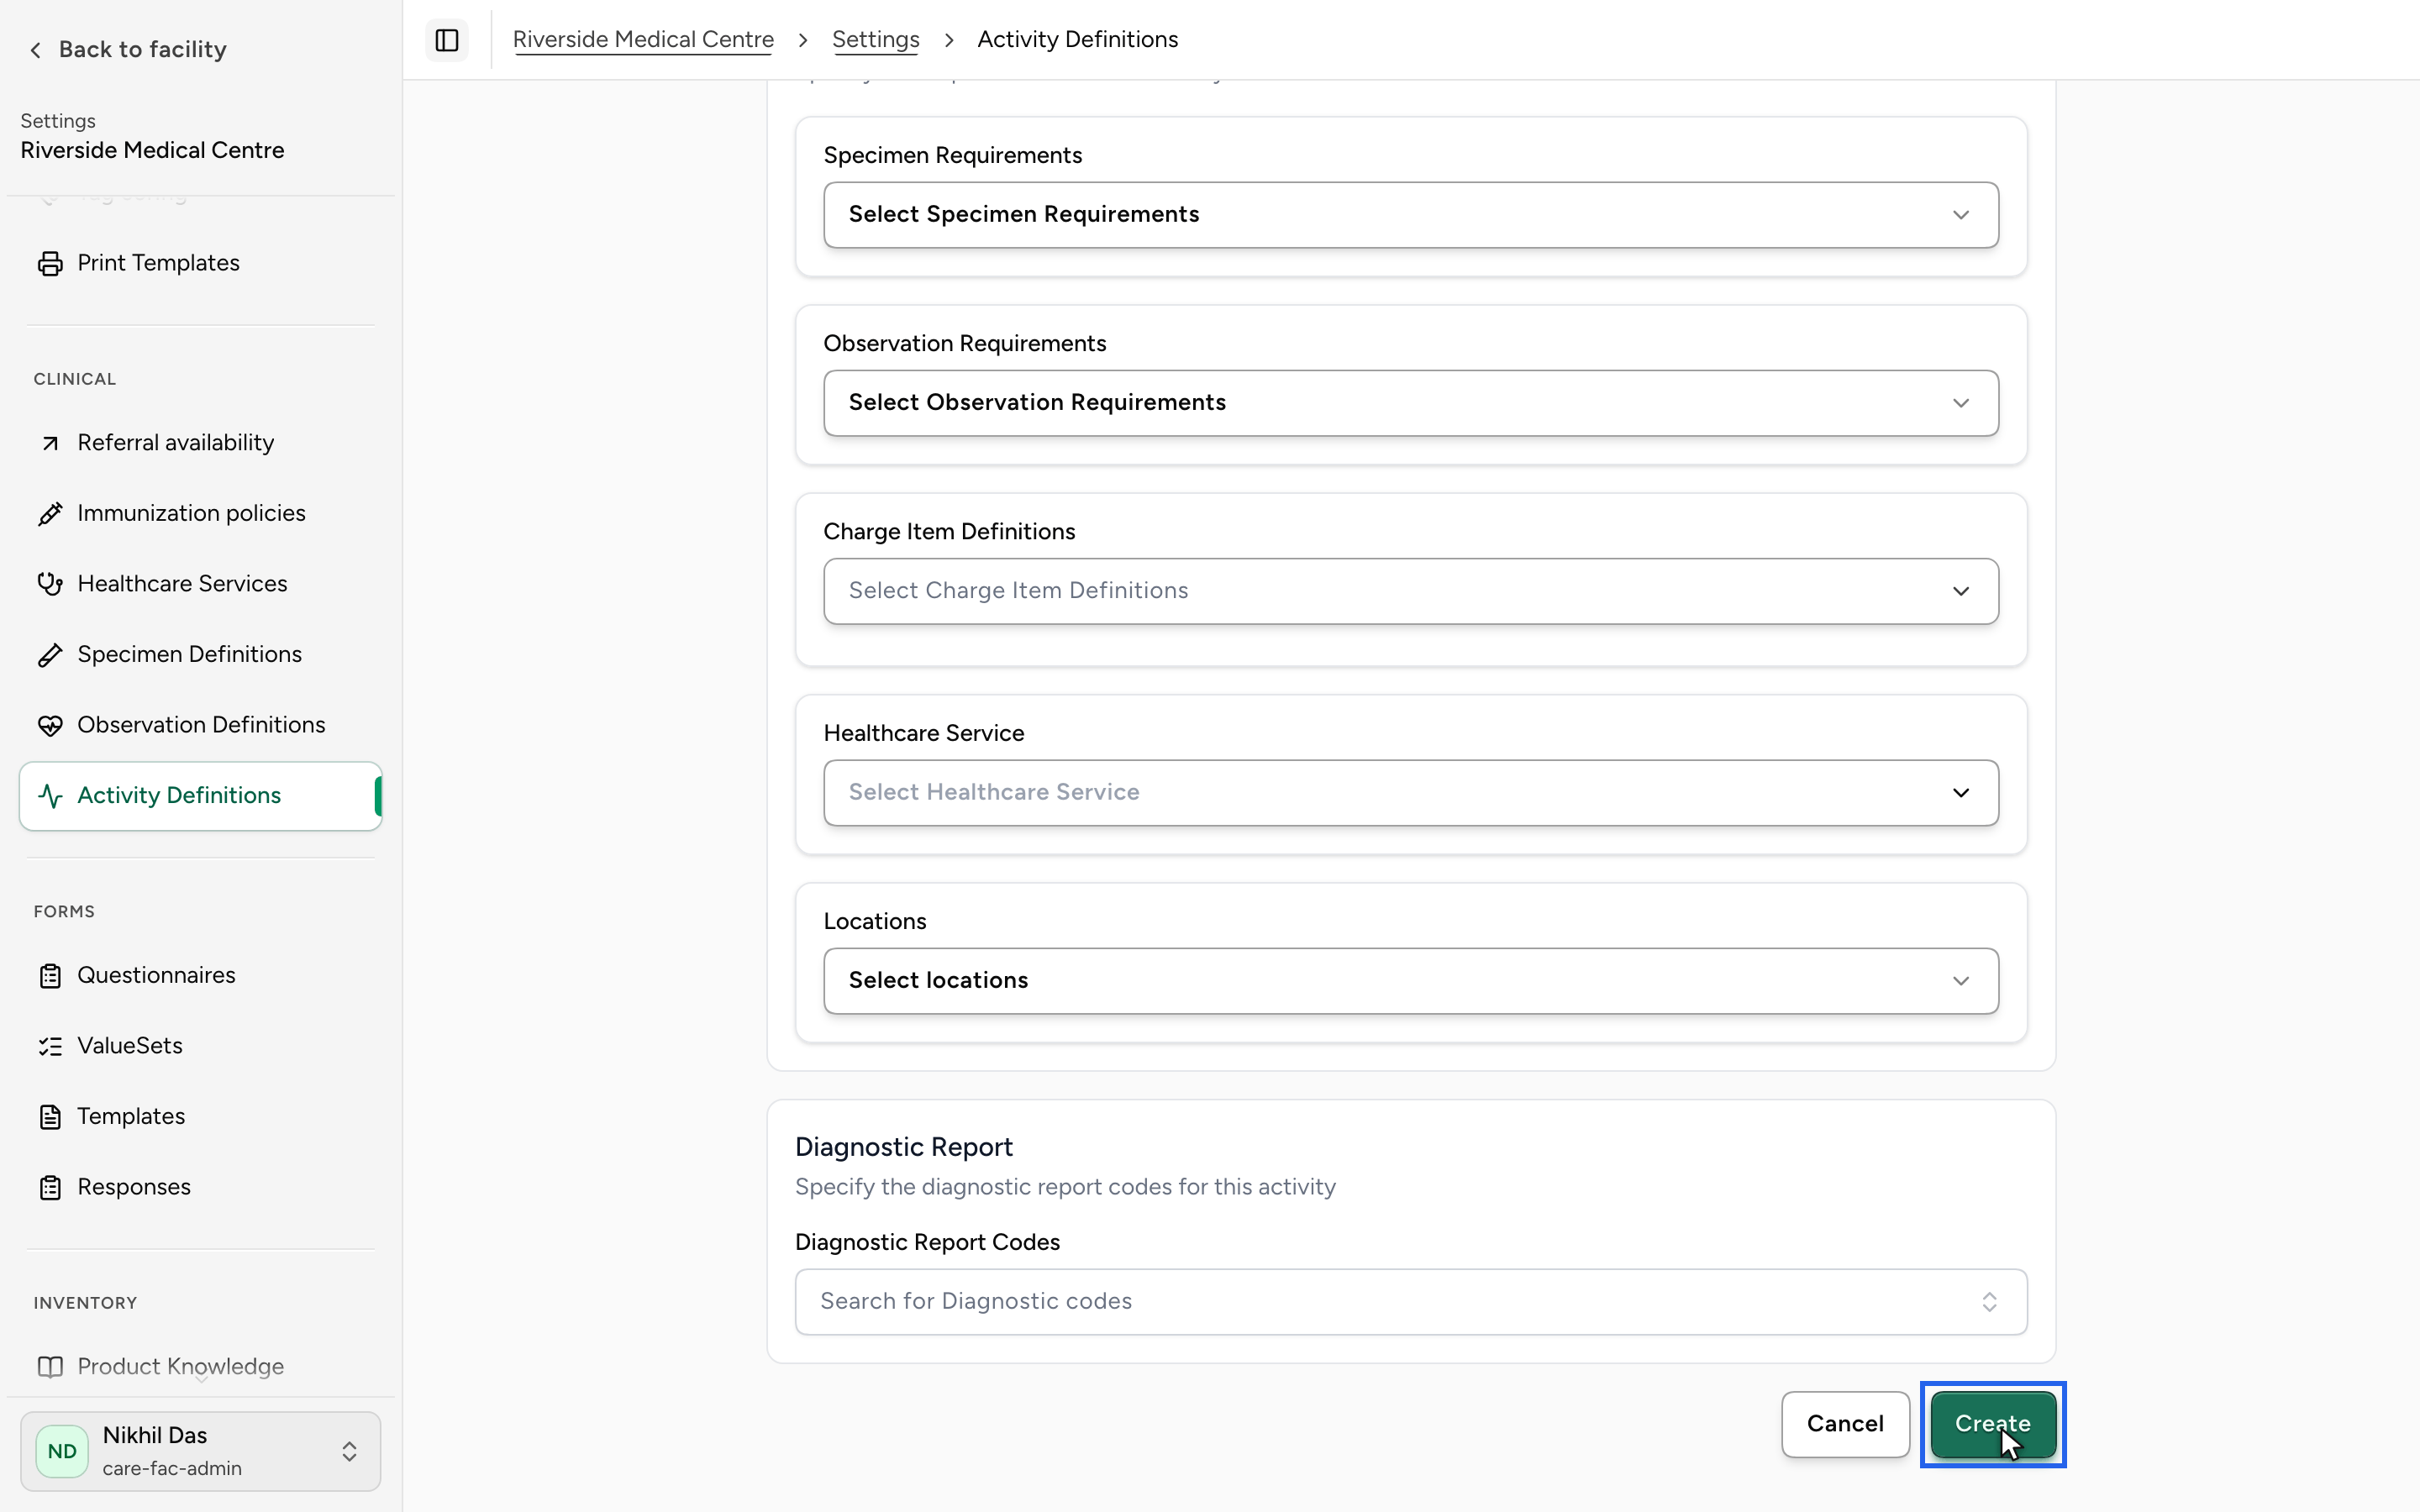 Back to facility
Settings
Riverside Medical Centre
Print Templates
CLINICAL
Referral availability
Immunization policies
Healthcare Services
Specimen Definitions
Observation Definitions
Activity Definitions
FORMS
Questionnaires
ValueSets
Templates
Responses
INVENTORY
Product Knowledge
ND
Nikhil Das
care-fac-admin
Riverside Medical Centre > Settings > Activity Definitions
Specimen Requirements
Select Specimen Requirements
Observation Requirements
Select Observation Requirements
Charge Item Definitions
Select Charge Item Definitions
Healthcare Service
Select Healthcare Service
Locations
Select locations
Diagnostic Report
Specify the diagnostic report codes for this activity
Diagnostic Report Codes
Search for Diagnostic codes
Cancel
Create